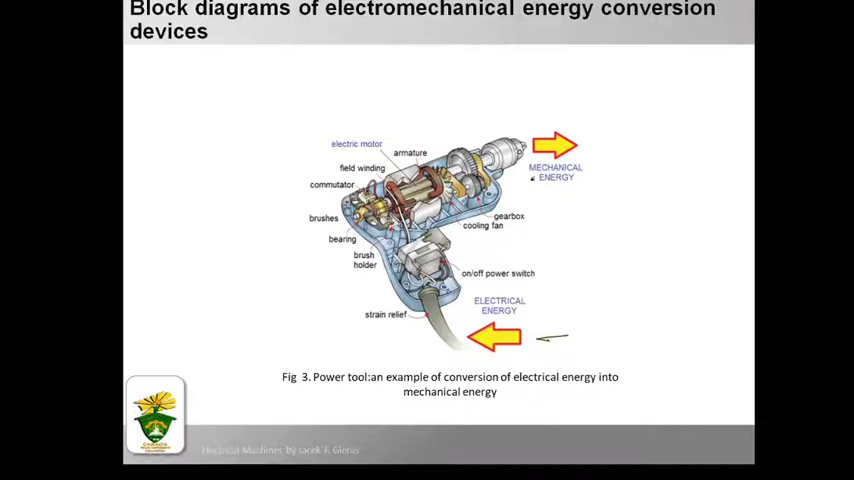 Block diagrams of electromechanical energy conversion
devices
electric motor
armature
field winding
commutator
MECHANICAL
ENERGY
brushes
gearbox
cooling fan
bearing
brush
holder
on/off power switch
ELECTRICAL
ENERGY
strain relief
Fig 3. Power tool:an example of conversion of electrical energy into
mechanical energy
Electrical Machines by Jacek F. Gieras